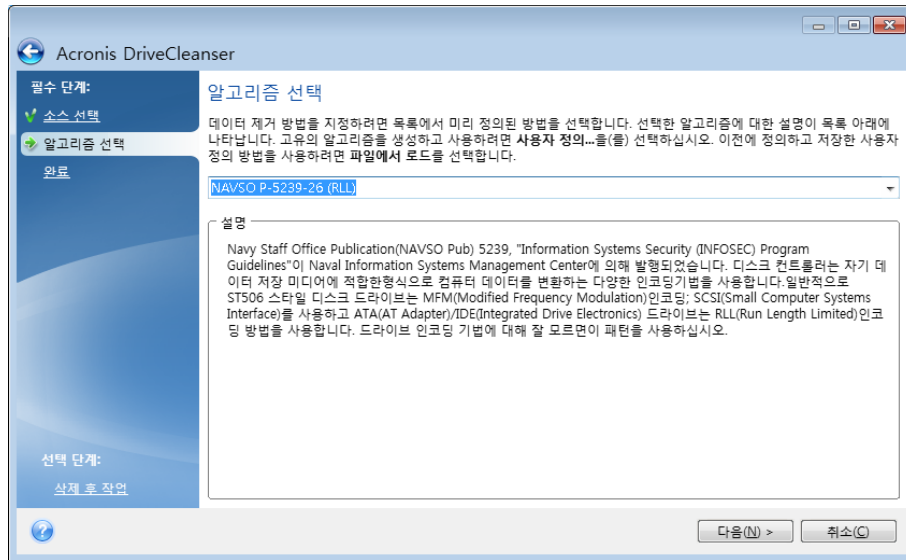 Acronis DriveCleanser
필수 단계:
소스 선택
알고리즘 선택
완료
선택 단계:
삭제 후 작업
알고리즘 선택
데이터 제거 방법을 지정하려면 목록에서 미리 정의된 방법을 선택합니다. 선택한 알고리즘에 대한 설명이 목록 아래에
나타납니다. 고유의 알고리즘을 생성하고 사용하려면 사용자 정의...을(를) 선택하십시오. 이전에 정의하고 저장한 사용자
정의 방법을 사용하려면 파일에서 로드를 선택합니다.
NAVSO P-5239-26 (RLL)
설명
Navy Staff Office Publication(NAVSO Pub) 5239, "Information Systems Security (INFOSEC) Program
Guidelines"이 Naval Information Systems Management Center에 의해 발행되었습니다. 디스크 컨트롤러는 자기 데
이터 저장 미디어에 적합한형식으로 컴퓨터 데이터를 변환하는 다양한 인코딩기법을 사용합니다.일반적으로
ST506 스타일 디스크 드라이브는 MFM(Modified Frequency Modulation)인코딩; SCSI(Small Computer Systems
Interface)를 사용하고 ATA(AT Adapter)/IDE(Integrated Drive Electronics) 드라이브는 RLL(Run Length Limited)인코
딩 방법을 사용합니다. 드라이브 인코딩 기법에 대해 잘 모르면이 패턴을 사용하십시오.
다음(N) >
취소(C)